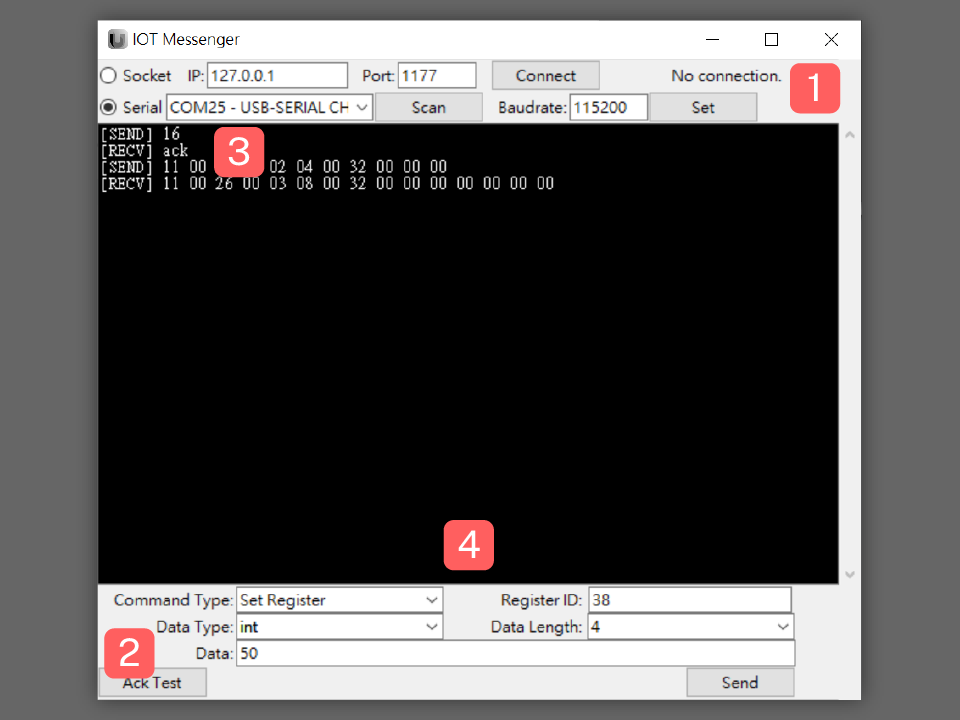 IOT Messenger
Socket IP: 127.0.0.1 Port: 1177 Connect No connection. 1
Serial COM25 - USB-SERIAL CH Scan Baudrate: 115200 Set
[SEND] 16
[RECV] ack 3
[SEND] 11 00 02 04 00 32 00 00 00
[RECV] 11 00 26 00 03 08 00 32 00 00 00 00 00 00 00
4
Command Type: Set Register Register ID: 38
Data Type: int Data Length: 4
2 Data: 50
Ack Test Send